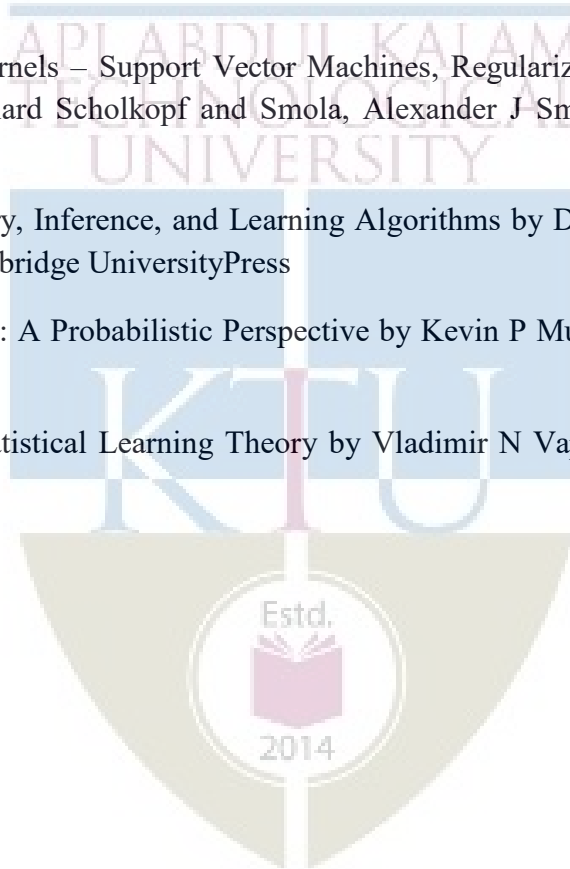 APJ ABDUL KALAM
TECHNOLOGICAL
UNIVERSITY
rnels – Support Vector Machines, Regulariz
ard Scholkopf and Smola, Alexander J Sm
ry, Inference, and Learning Algorithms by D
bridge UniversityPress
: A Probabilistic Perspective by Kevin P Mu
tistical Learning Theory by Vladimir N Va
KTU
Estd.
2014